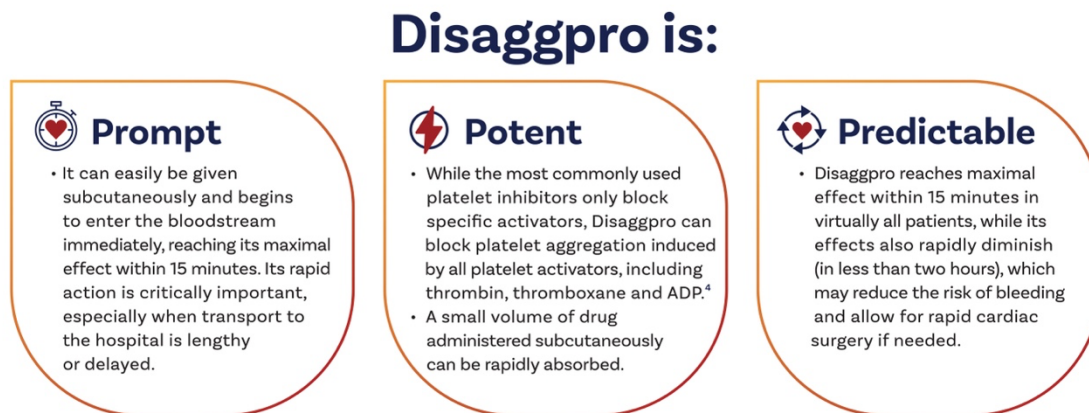 Disaggpro is:
Prompt
• It can easily be given
subcutaneously and begins
to enter the bloodstream
immediately, reaching its maximal
effect within 15 minutes. Its rapid
action is critically important,
especially when transport to
the hospital is lengthy
or delayed.
Potent
• While the most commonly used
platelet inhibitors only block
specific activators, Disaggpro can
block platelet aggregation induced
by all platelet activators, including
thrombin, thromboxane and ADP.⁴
• A small volume of drug
administered subcutaneously
can be rapidly absorbed.
Predictable
• Disaggpro reaches maximal
effect within 15 minutes in
virtually all patients, while its
effects also rapidly diminish
(in less than two hours), which
may reduce the risk of bleeding
and allow for rapid cardiac
surgery if needed.